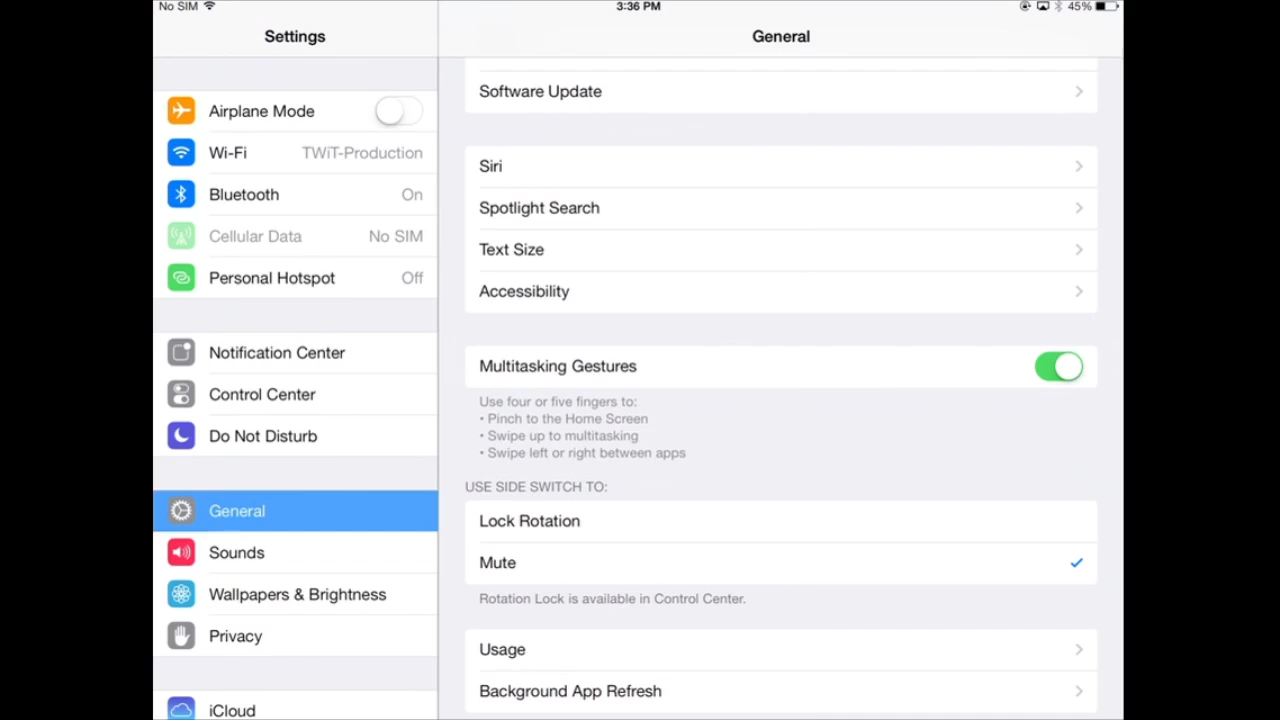 No SIM 3:36 PM 45%
Settings
General
Airplane Mode
Wi-Fi TWiT-Production
Bluetooth On
Cellular Data No SIM
Personal Hotspot Off
Notification Center
Control Center
Do Not Disturb
General
Sounds
Wallpapers & Brightness
Privacy
iCloud
Software Update
Siri
Spotlight Search
Text Size
Accessibility
Multitasking Gestures
Use four or five fingers to:
• Pinch to the Home Screen
• Swipe up to multitasking
• Swipe left or right between apps
USE SIDE SWITCH TO:
Lock Rotation
Mute
Rotation Lock is available in Control Center.
Usage
Background App Refresh